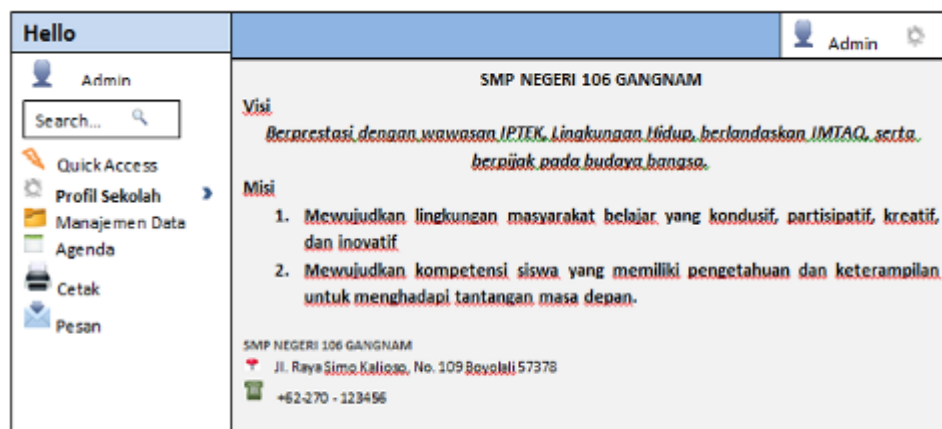 Hello
Admin
Admin
Search...
Quick Access
Profil Sekolah
Manajemen Data
Agenda
Cetak
Pesan
SMP NEGERI 106 GANGNAM
Visi
Berprestasi dengan wawasan IPTEK, Lingkungan Hidup, berlandaskan IMTAQ, serta
berpijak pada budaya bangsa.
Misi
1. Mewujudkan lingkungan masyarakat belajar yang kondusif, partisipatif, kreatif,
dan inovatif
2. Mewujudkan kompetensi siswa yang memiliki pengetahuan dan keterampilan
untuk menghadapi tantangan masa depan.
SMP NEGERI 106 GANGNAM
Jl. Raya Simo Kalioso, No. 109 Boyolali 57378
+62-270 - 123456